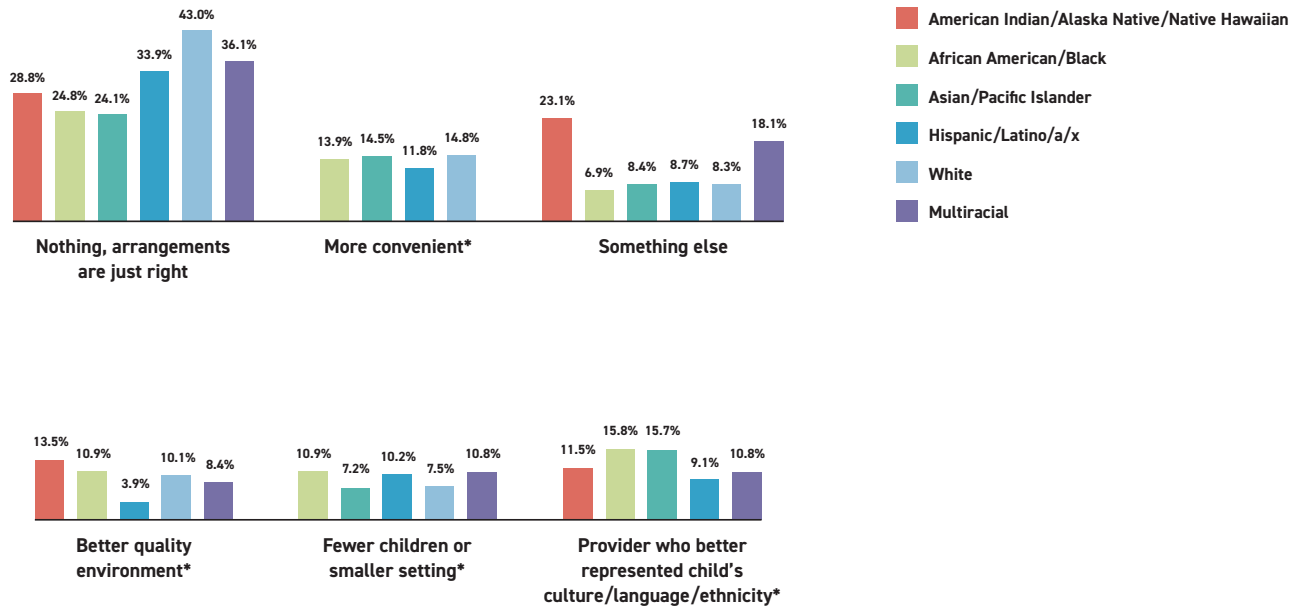 28.8%
24.8%
24.1%
33.9%
43.0%
36.1%
Nothing, arrangements
are just right
13.9%
14.5%
11.8%
14.8%
More convenient*
23.1%
6.9%
8.4%
8.7%
8.3%
18.1%
Something else
American Indian/Alaska Native/Native Hawaiian
African American/Black
Asian/Pacific Islander
Hispanic/Latino/a/x
White
Multiracial
13.5%
10.9%
3.9%
10.1%
8.4%
Better quality
environment*
10.9%
7.2%
10.2%
7.5%
10.8%
Fewer children or
smaller setting*
11.5%
15.8%
15.7%
9.1%
10.8%
Provider who better
represented child’s
culture/language/ethnicity*